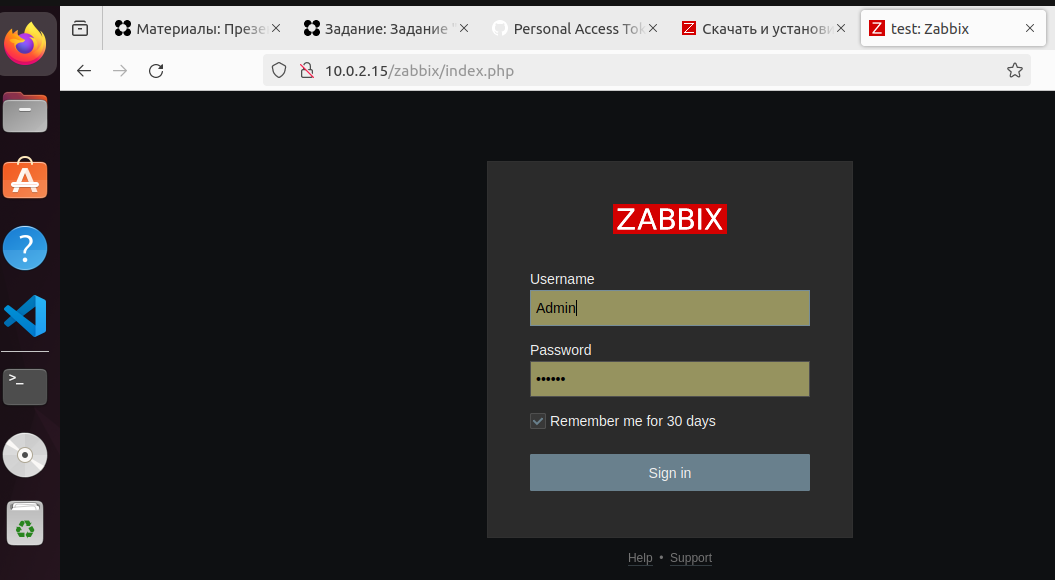 Материалы: Презе
Задание: Задание "
Personal Access Tok
Скачать и установи
test: Zabbix
10.0.2.15/zabbix/index.php
ZABBIX
Username
Admin
Password
••••••
Remember me for 30 days
Sign in
Help • Support